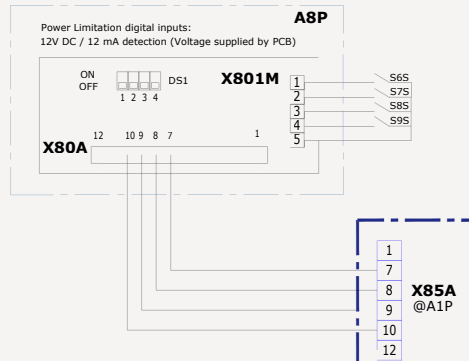 A8P
Power Limitation digital inputs:
12V DC / 12 mA detection (Voltage supplied by PCB)
ON
OFF
DS1
1 2 3 4
X801M
1
2
3
4
5
S6S
S7S
S8S
S9S
X80A
12 10 9 8 7 1
1
7
8
9
10
12
X85A
@A1P